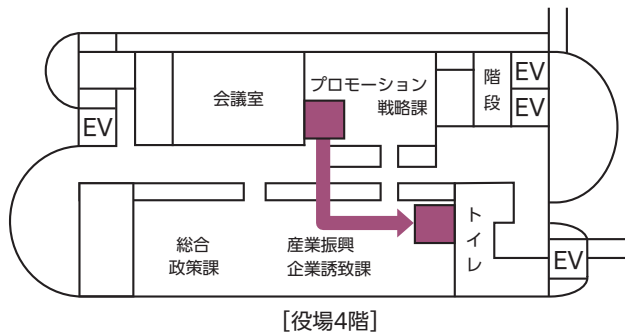 会議室
プロモーション
戦略課
階段
EV
EV
EV
総合
政策課
産業振興
企業誘致課
トイレ
EV
[役場4階]